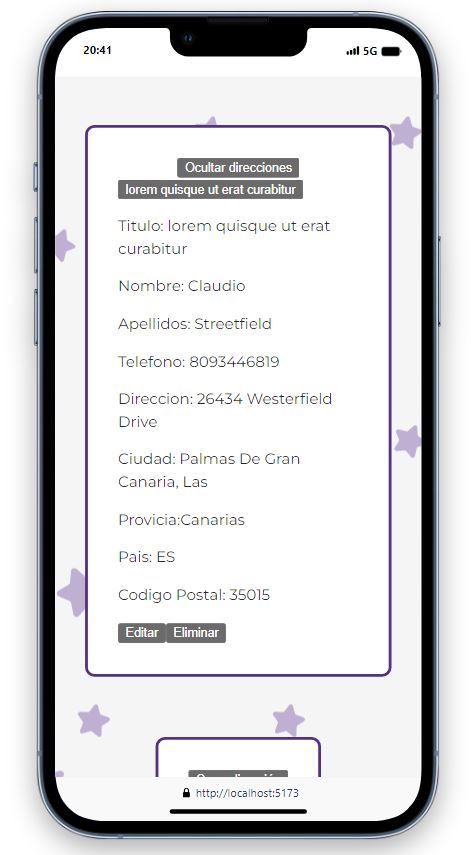 20:41
5G
Ocultar direcciones
lorem quisque ut erat curabitur
Titulo: lorem quisque ut erat
curabitur
Nombre: Claudio
Apellidos: Streetfield
Telefono: 8093446819
Direccion: 26434 Westerfield
Drive
Ciudad: Palmas De Gran
Canaria, Las
Provicia:Canarias
Pais: ES
Codigo Postal: 35015
Editar Eliminar
http://localhost:5173